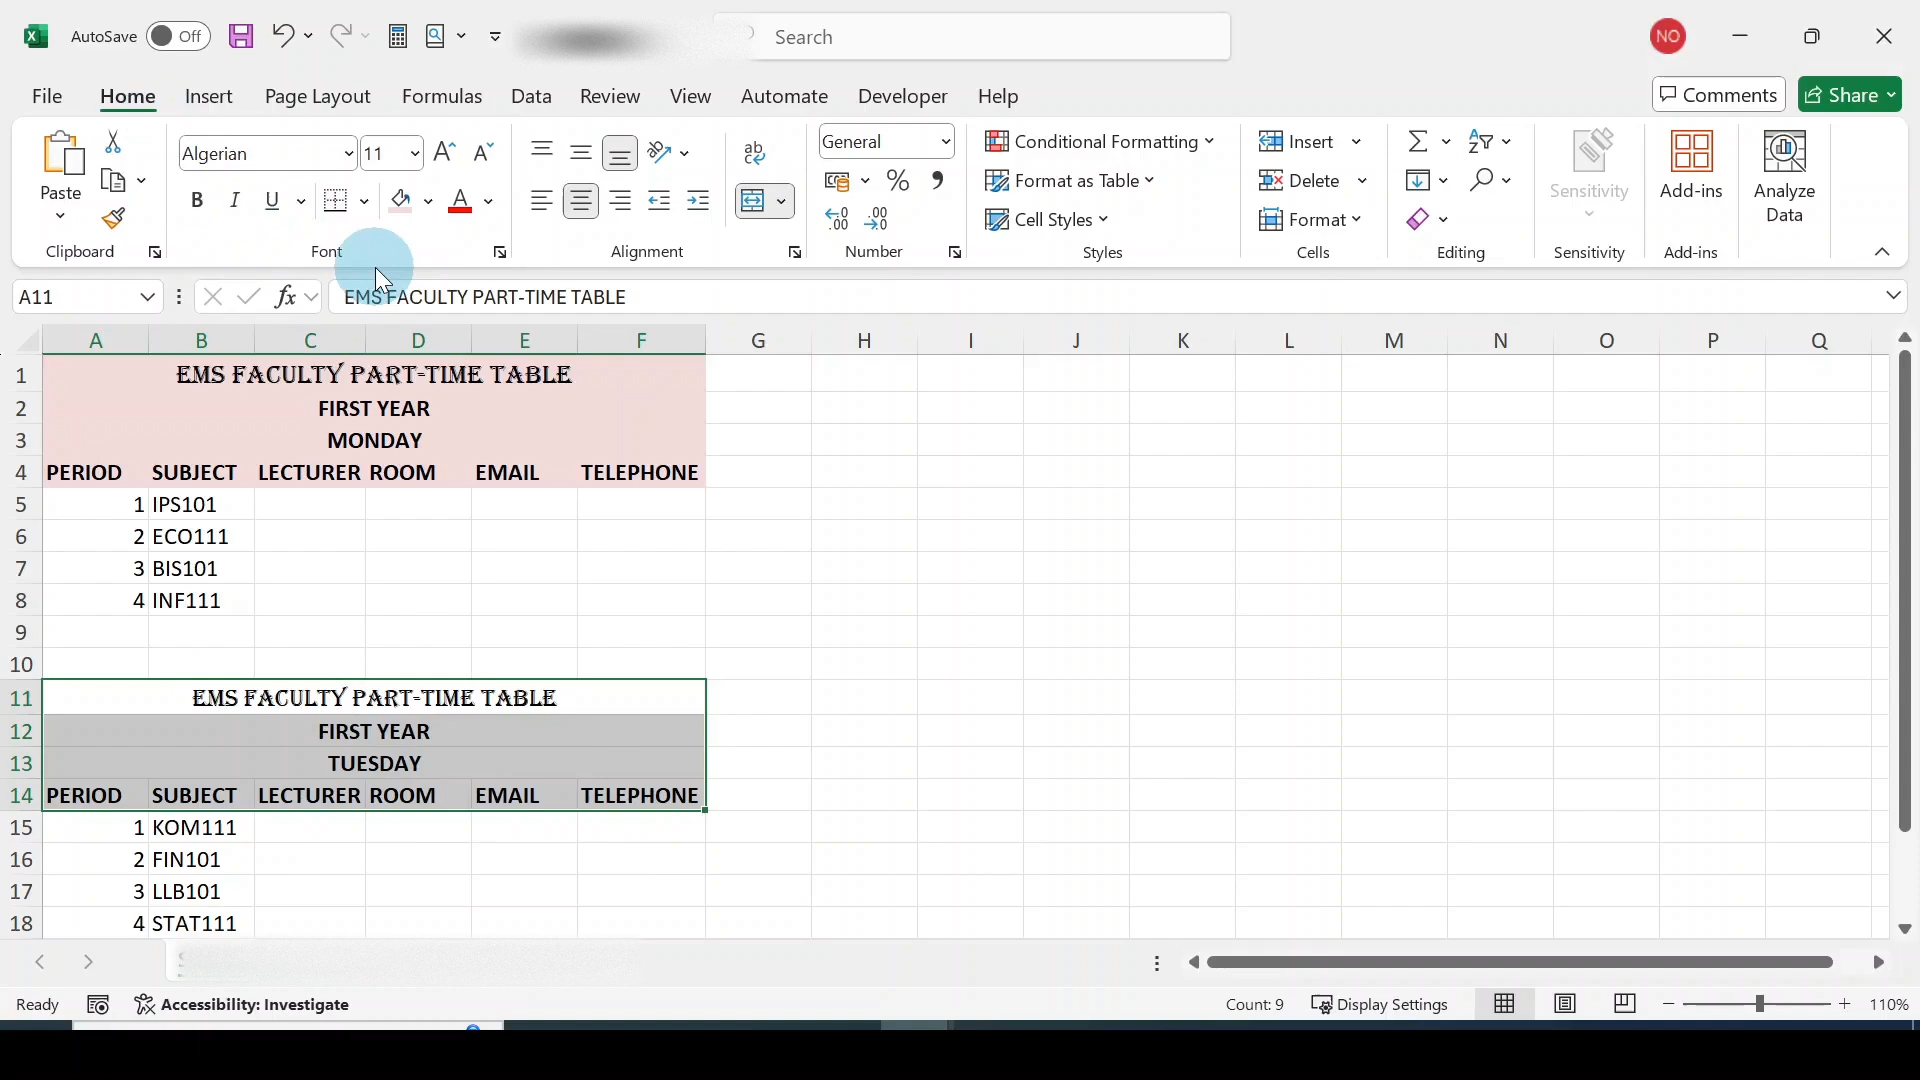 AutoSave Off
Search
NO
File Home Insert Page Layout Formulas Data Review View Automate Developer Help
Comments Share
Paste
Clipboard
Algerian 11
B I U
Font
Alignment
General
Number
Conditional Formatting
Format as Table
Cell Styles
Styles
Insert
Delete
Format
Cells
Editing
Sensitivity
Sensitivity
Add-ins
Add-ins
Analyze
Data
A11
fx
EMS FACULTY PART-TIME TABLE
A B C D E F G H I J K L M N O P Q
1 EMS FACULTY PART-TIME TABLE
2 FIRST YEAR
3 MONDAY
4 PERIOD SUBJECT LECTURER ROOM EMAIL TELEPHONE
5 1 IPS101
6 2 ECO111
7 3 BIS101
8 4 INF111
9
10
11 EMS FACULTY PART-TIME TABLE
12 FIRST YEAR
13 TUESDAY
14 PERIOD SUBJECT LECTURER ROOM EMAIL TELEPHONE
15 1 KOM111
16 2 FIN101
17 3 LLB101
18 4 STAT111
Ready Accessibility: Investigate Count: 9 Display Settings 110%